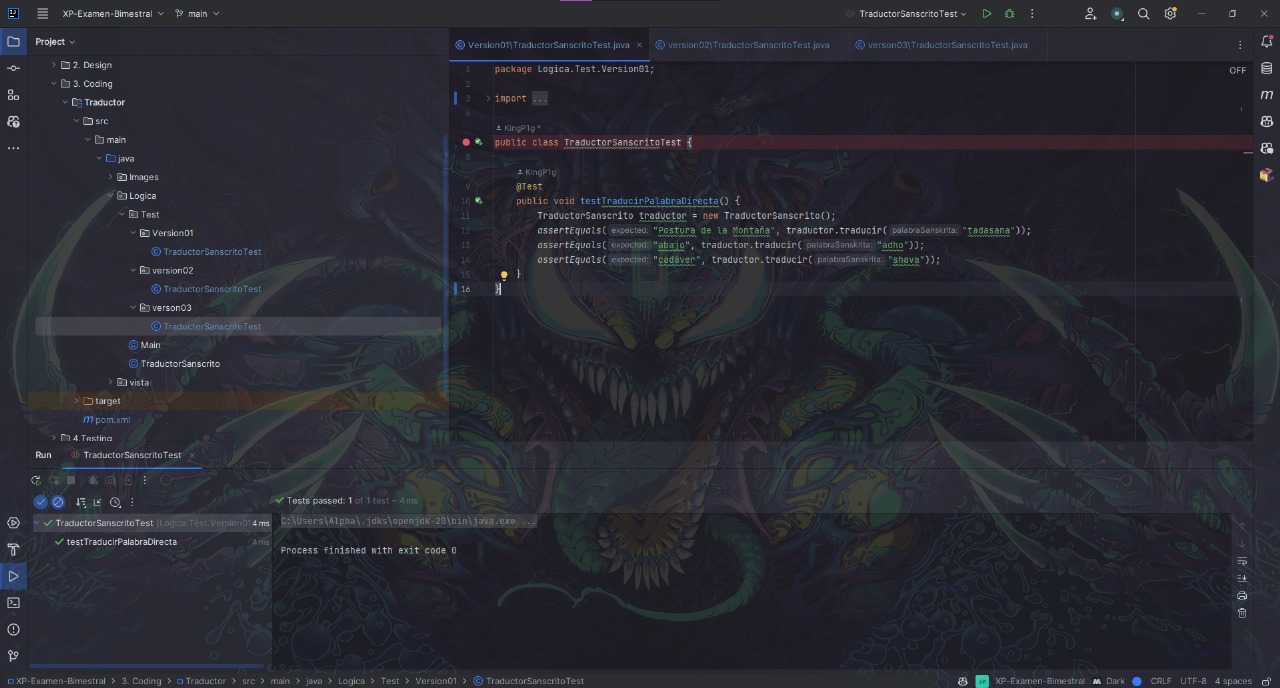 XP-Examen-Bimestral main TraductorSanscritoTest
Project
2. Design
3. Coding
Traductor
src
main
java
Images
Logica
Test
Version01
TraductorSanscritoTest
version02
TraductorSanscritoTest
verson03
TraductorSanscritoTest
Main
TraductorSanscrito
vista
target
pom.xml
4.Testing
Version01\TraductorSanscritoTest.java version02\TraductorSanscritoTest.java verson03\TraductorSanscritoTest.java
OFF
1 package Logica.Test.Version01;
2
3 import ...
6
KingP1g *
public class TraductorSanscritoTest {
8
KingP1g
9 @Test
10 public void testTraducirPalabraDirecta() {
11 TraductorSanscrito traductor = new TraductorSanscrito();
12 assertEquals( expected: "Postura de la Montaña", traductor.traducir( palabraSanskrita: "tadasana"));
13 assertEquals( expected: "abajo", traductor.traducir( palabraSanskrita: "adho"));
14 assertEquals( expected: "cadáver", traductor.traducir( palabraSanskrita: "shava"));
15 }
16 }
Run TraductorSanscritoTest
Tests passed: 1 of 1 test – 4 ms
TraductorSanscritoTest (Logica.Test.Version01 4 ms
testTraducirPalabraDirecta 4 ms
C:\Users\Alpha\.jdks\openjdk-20\bin\java.exe ...
Process finished with exit code 0
XP-Examen-Bimestral > 3. Coding > Traductor > src > main > java > Logica > Test > Version01 > TraductorSanscritoTest
XP XP-Examen-Bimestral Dark CRLF UTF-8 4 spaces